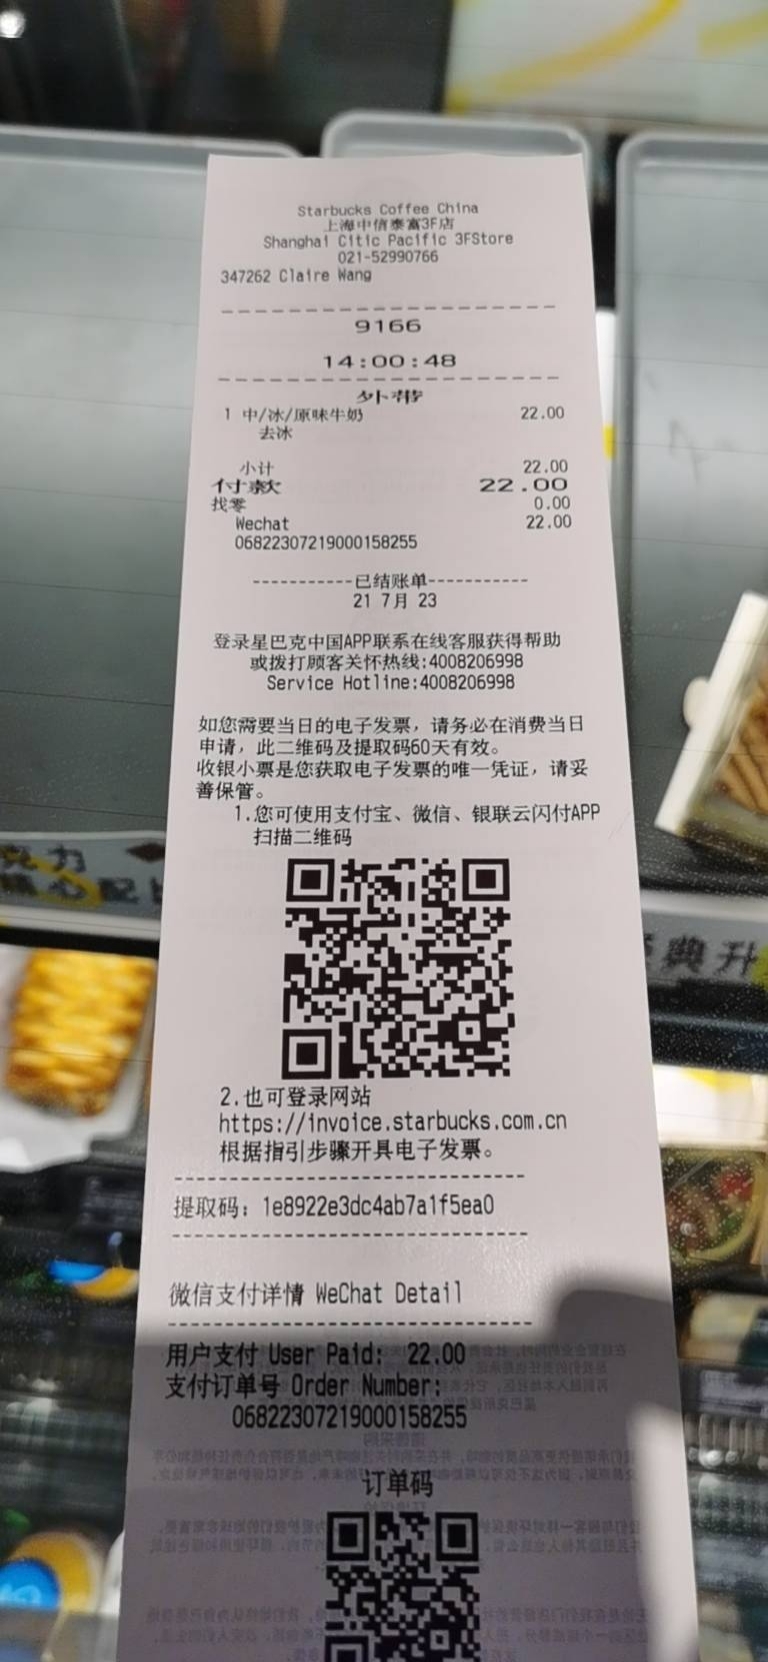 Starbucks Coffee China
上海中信泰富3F店
Shanghai Citic Pacific 3FStore
021-52990766
347262 Claire Wang
9166
14:00:48
外带
1 中/冰/原味牛奶 22.00
去冰
小计 22.00
付款 22.00
找零 0.00
Wechat 22.00
06822307219000158255
-----------已结账单-----------
21 7月 23
登录星巴克中国APP联系在线客服获得帮助
或拨打顾客关怀热线:4008206998
Service Hotline:4008206998
如您需要当日的电子发票，请务必在消费当日
申请，此二维码及提取码60天有效。
收银小票是您获取电子发票的唯一凭证，请妥
善保管。
1.您可使用支付宝、微信、银联云闪付APP
扫描二维码
2.也可登录网站
https://invoice.starbucks.com.cn
根据指引步骤开具电子发票。
提取码: 1e8922e3dc4ab7a1f5ea0
微信支付详情 WeChat Detail
用户支付 User Paid: 22.00
支付订单号 Order Number:
06822307219000158255
订单码
典升